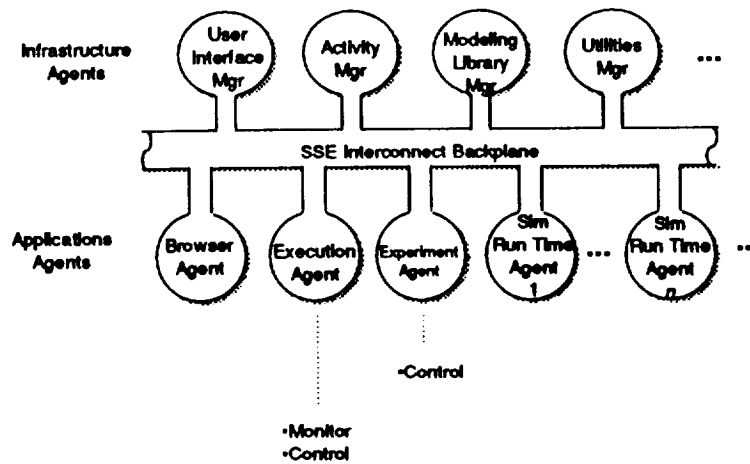 Infrastructure
Agents
User
Interface
Mgr
Activity
Mgr
Modeling
Library
Mgr
Utilities
Mgr
...
SSE Interconnect Backplane
Applications
Agents
Browser
Agent
Execution
Agent
Experiment
Agent
Sim
Run Time
Agent
1
...
Sim
Run Time
Agent
n
...
•Control
•Monitor
•Control